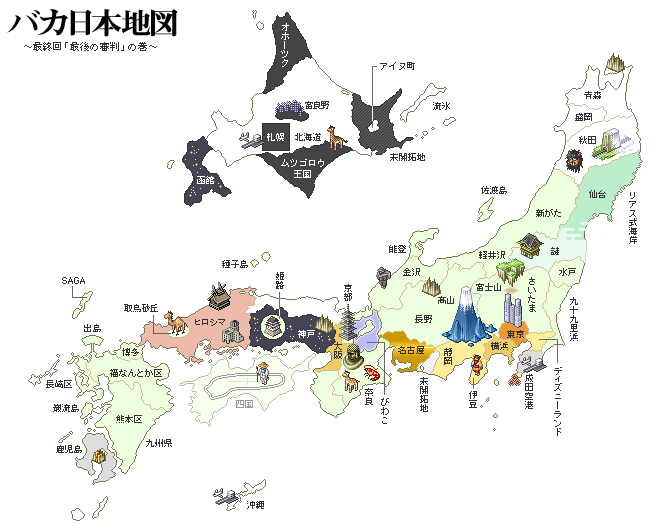 バカ日本地図
～最終回「最後の審判」の巻～
オホーツク
アイヌ町
富良野
流氷
札幌
北海道
未開拓地
ムツゴロウ
王国
函館
青森
盛岡
秋田
仙台
リアス式海岸
佐渡島
新がた
謎
能登
軽井沢
水戸
金沢
富士山
さいたま
高山
九十九里浜
長野
種子島
姫路
京都
SAGA
取鳥砂丘
ヒロシマ
神戸
東京
出島
大阪
名古屋
静岡
横浜
博多
福なんとか区
長崎区
潮流島
熊本区
四国
奈良
びわこ
未開拓地
伊豆
成田空港
ディズニーランド
鹿児島
九州県
沖縄